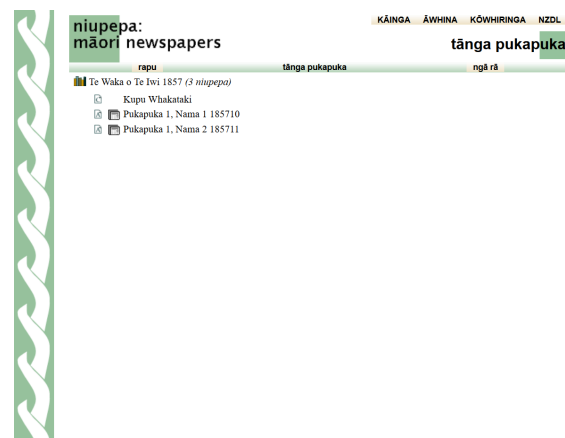 niupepa:
māori newspapers
KĀINGA ĀWHINA KŌWHIRINGA NZDL
tānga pukapuka
rapu tānga pukapuka ngā rā
Te Waka o Te Iwi 1857 (3 niupepa)
Kupu Whakataki
Pukapuka 1, Nama 1 185710
Pukapuka 1, Nama 2 185711